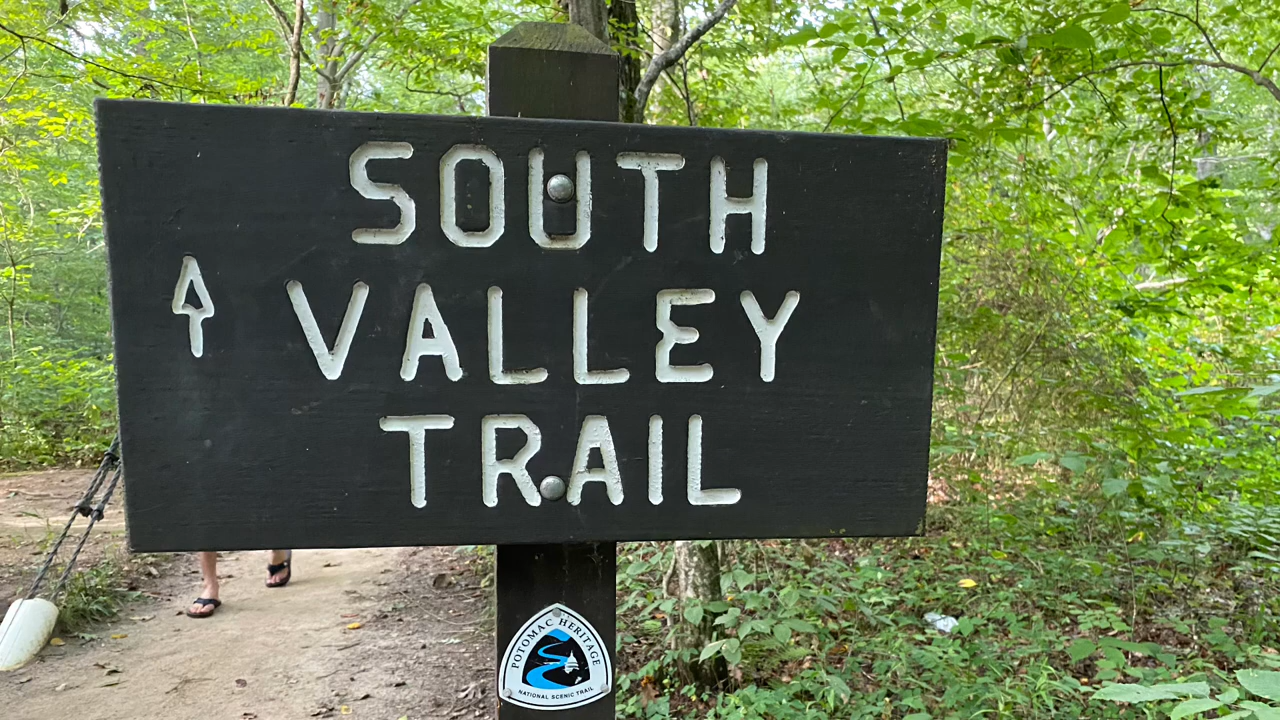 SOUTH
VALLEY
TRAIL
POTOMAC HERITAGE
NATIONAL SCENIC TRAIL